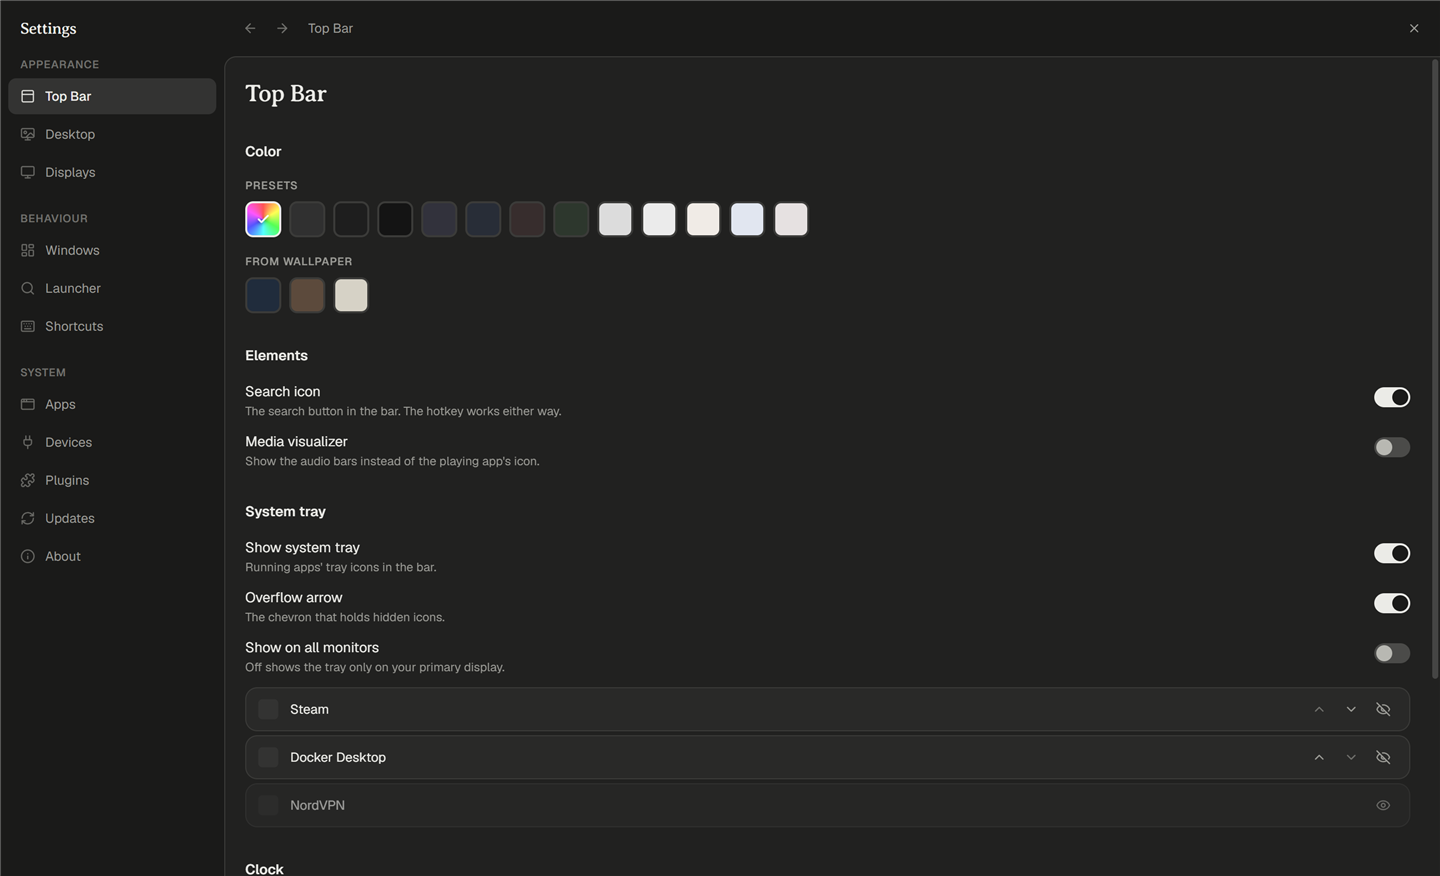 Settings
Top Bar
APPEARANCE
Top Bar
Desktop
Displays
BEHAVIOUR
Windows
Launcher
Shortcuts
SYSTEM
Apps
Devices
Plugins
Updates
About
Top Bar
Color
PRESETS
FROM WALLPAPER
Elements
Search icon
The search button in the bar. The hotkey works either way.
Media visualizer
Show the audio bars instead of the playing app's icon.
System tray
Show system tray
Running apps' tray icons in the bar.
Overflow arrow
The chevron that holds hidden icons.
Show on all monitors
Off shows the tray only on your primary display.
Steam
Docker Desktop
NordVPN
Clock